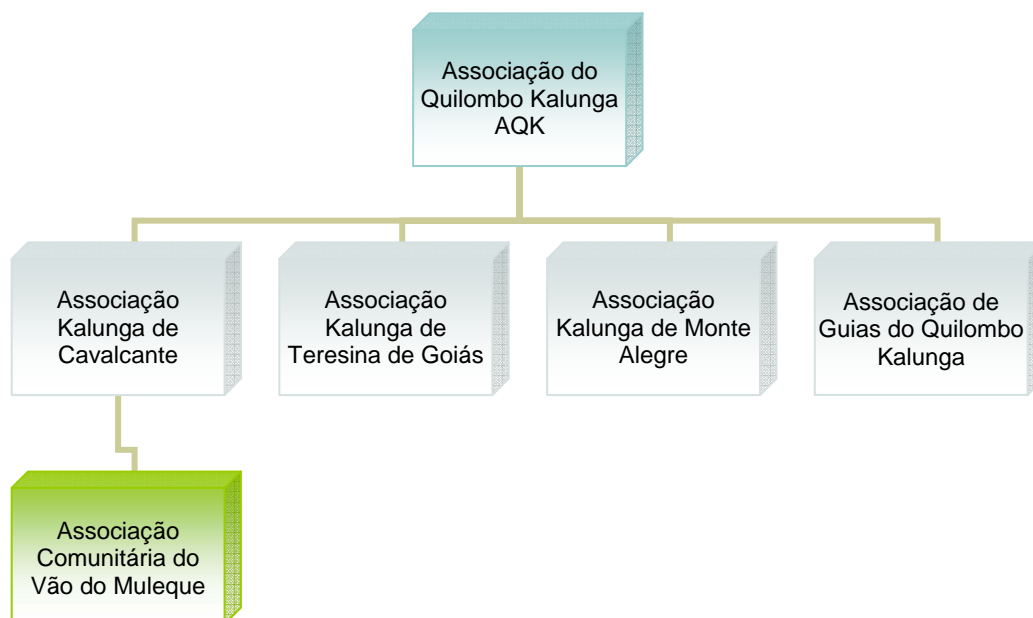 Associação do
Quilombo Kalunga
AQK
Associação
Kalunga de
Cavalcante
Associação
Kalunga de
Teresina de Goiás
Associação
Kalunga de Monte
Alegre
Associação de
Guias do Quilombo
Kalunga
Associação
Comunitária do
Vão do Muleque